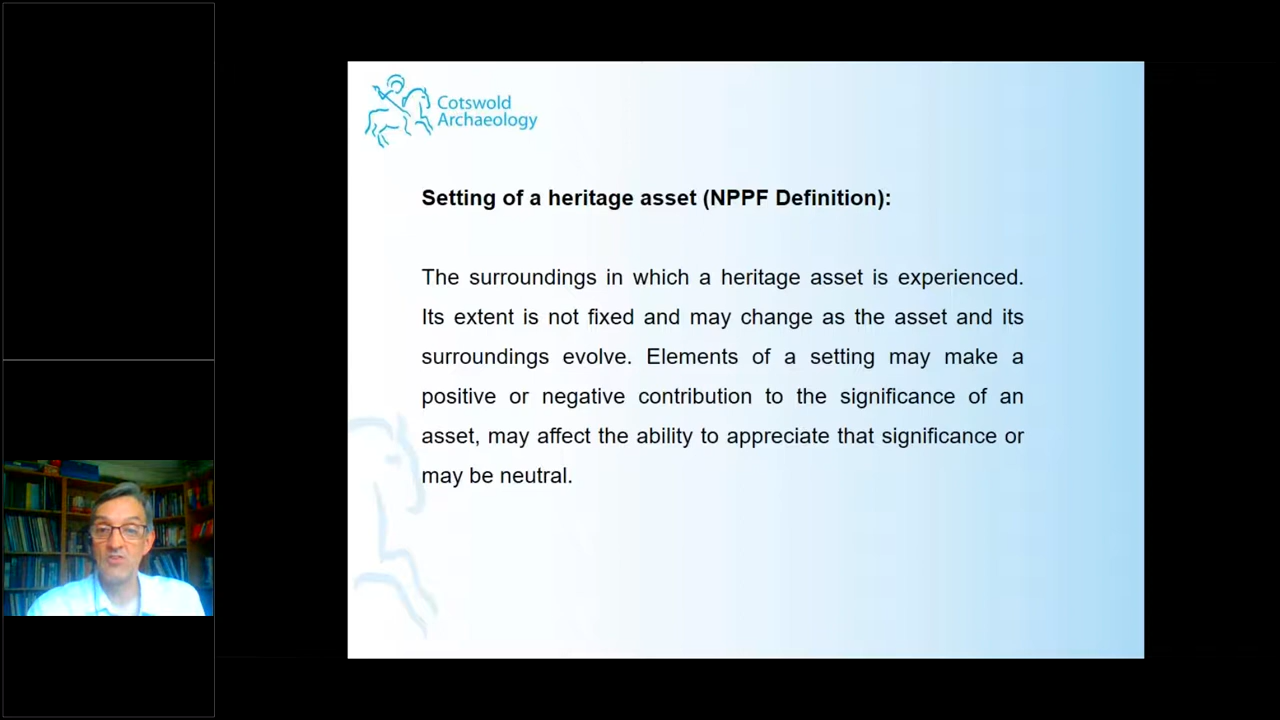 Cotswold
Archaeology
Setting of a heritage asset (NPPF Definition):
The surroundings in which a heritage asset is experienced.
Its extent is not fixed and may change as the asset and its
surroundings evolve. Elements of a setting may make a
positive or negative contribution to the significance of an
asset, may affect the ability to appreciate that significance or
may be neutral.